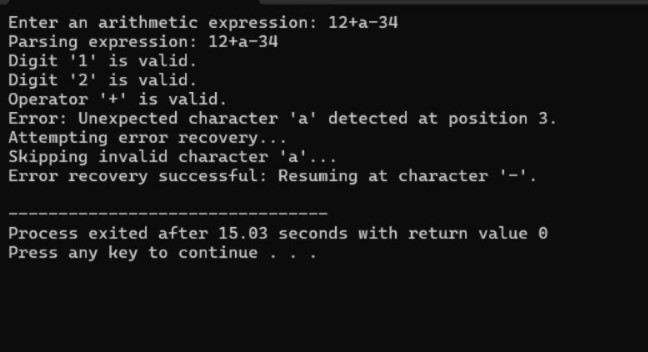 Enter an arithmetic expression: 12+a-34
Parsing expression: 12+a-34
Digit '1' is valid.
Digit '2' is valid.
Operator '+' is valid.
Error: Unexpected character 'a' detected at position 3.
Attempting error recovery...
Skipping invalid character 'a'...
Error recovery successful: Resuming at character '-'.
--------------------------------
Process exited after 15.03 seconds with return value 0
Press any key to continue . . .